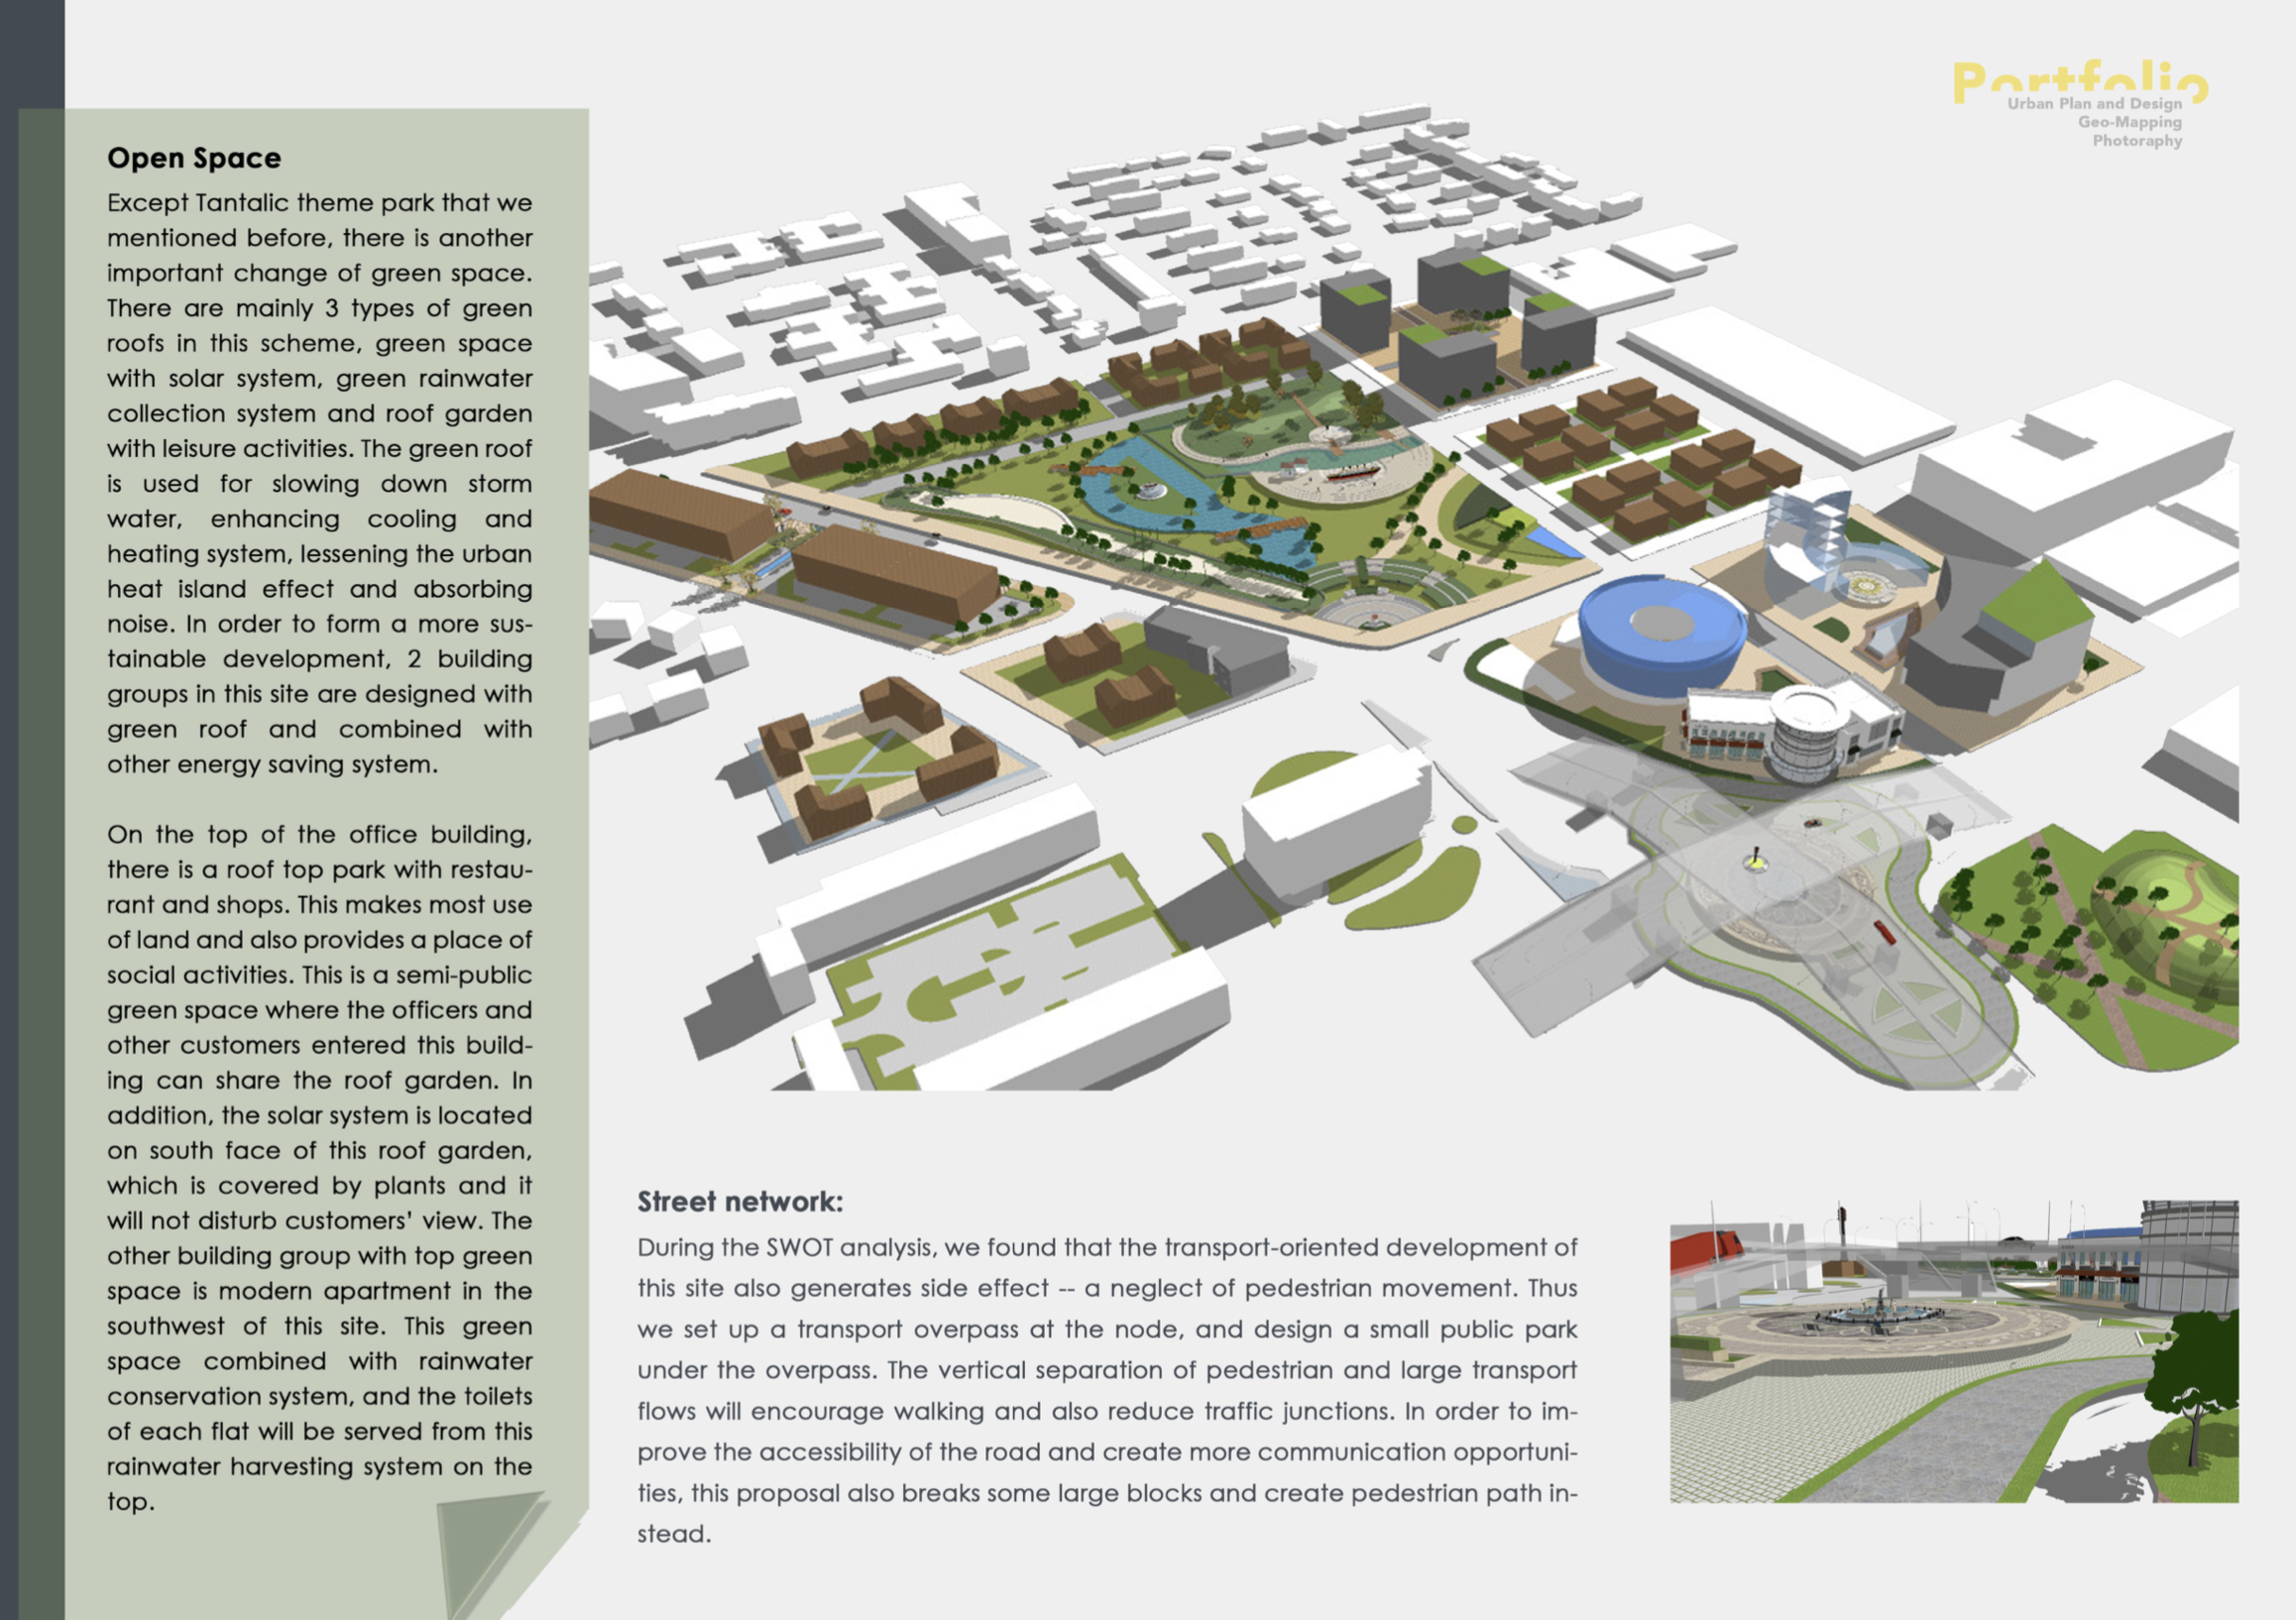 Portfolio
Urban Plan and Design
Geo-Mapping
Photoraphy
Open Space
Except Tantalic theme park that we
mentioned before, there is another
important change of green space.
There are mainly 3 types of green
roofs in this scheme, green space
with solar system, green rainwater
collection system and roof garden
with leisure activities. The green roof
is used for slowing down storm
water, enhancing cooling and
heating system, lessening the urban
heat island effect and absorbing
noise. In order to form a more sus-
tainable development, 2 building
groups in this site are designed with
green roof and combined with
other energy saving system.
On the top of the office building,
there is a roof top park with restau-
rant and shops. This makes most use
of land and also provides a place of
social activities. This is a semi-public
green space where the officers and
other customers entered this build-
ing can share the roof garden. In
addition, the solar system is located
on south face of this roof garden,
which is covered by plants and it
will not disturb customers’ view. The
other building group with top green
space is modern apartment in the
southwest of this site. This green
space combined with rainwater
conservation system, and the toilets
of each flat will be served from this
rainwater harvesting system on the
top.
Street network:
During the SWOT analysis, we found that the transport-oriented development of
this site also generates side effect -- a neglect of pedestrian movement. Thus
we set up a transport overpass at the node, and design a small public park
under the overpass. The vertical separation of pedestrian and large transport
flows will encourage walking and also reduce traffic junctions. In order to im-
prove the accessibility of the road and create more communication opportuni-
ties, this proposal also breaks some large blocks and create pedestrian path in-
stead.